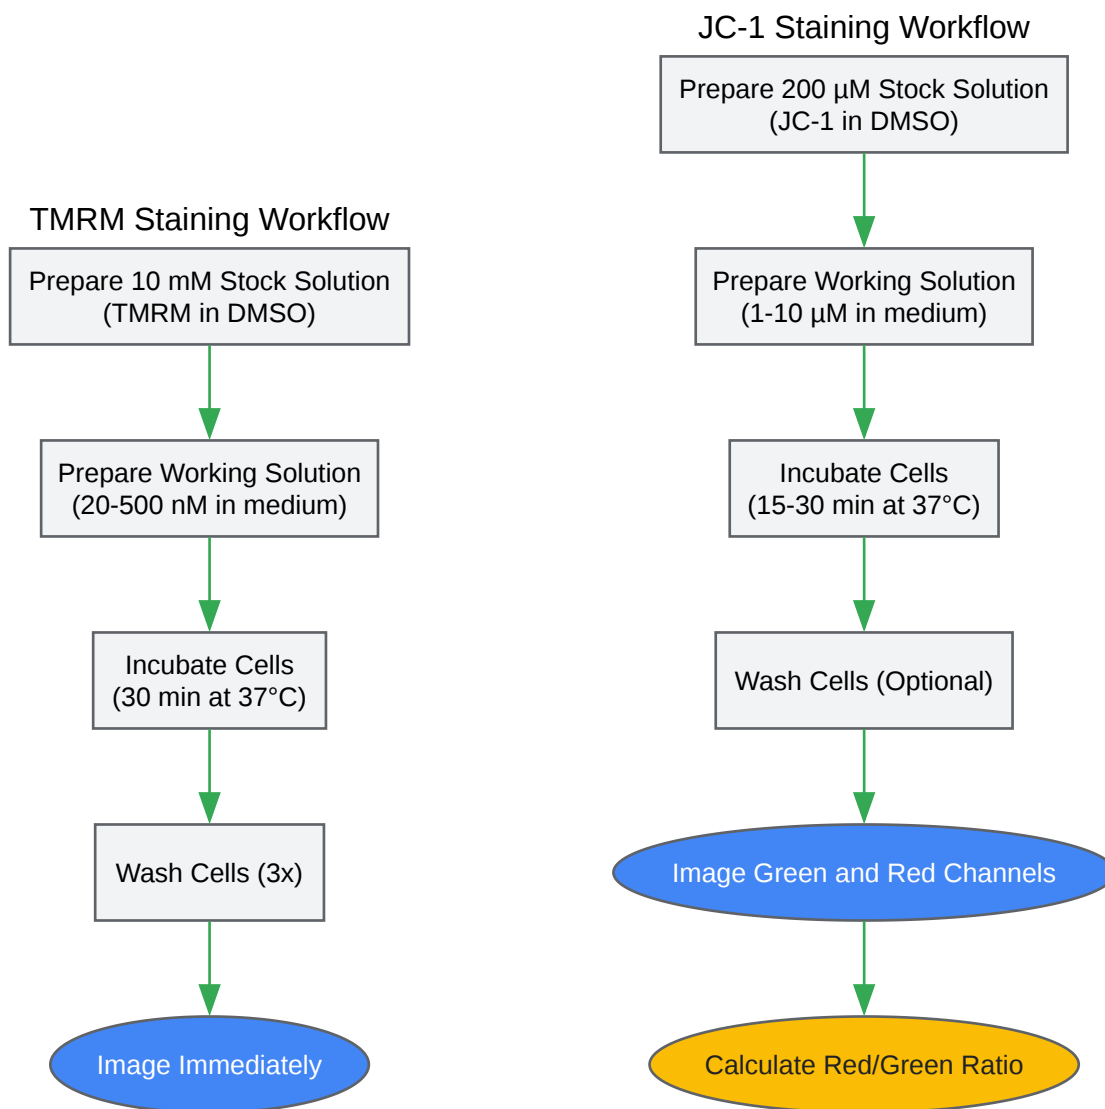 TMRM Staining Workflow
Prepare 10 mM Stock Solution
(TMRM in DMSO)
Prepare Working Solution
(20-500 nM in medium)
Incubate Cells
(30 min at 37°C)
Wash Cells (3x)
Image Immediately
JC-1 Staining Workflow
Prepare 200 µM Stock Solution
(JC-1 in DMSO)
Prepare Working Solution
(1-10 µM in medium)
Incubate Cells
(15-30 min at 37°C)
Wash Cells (Optional)
Image Green and Red Channels
Calculate Red/Green Ratio